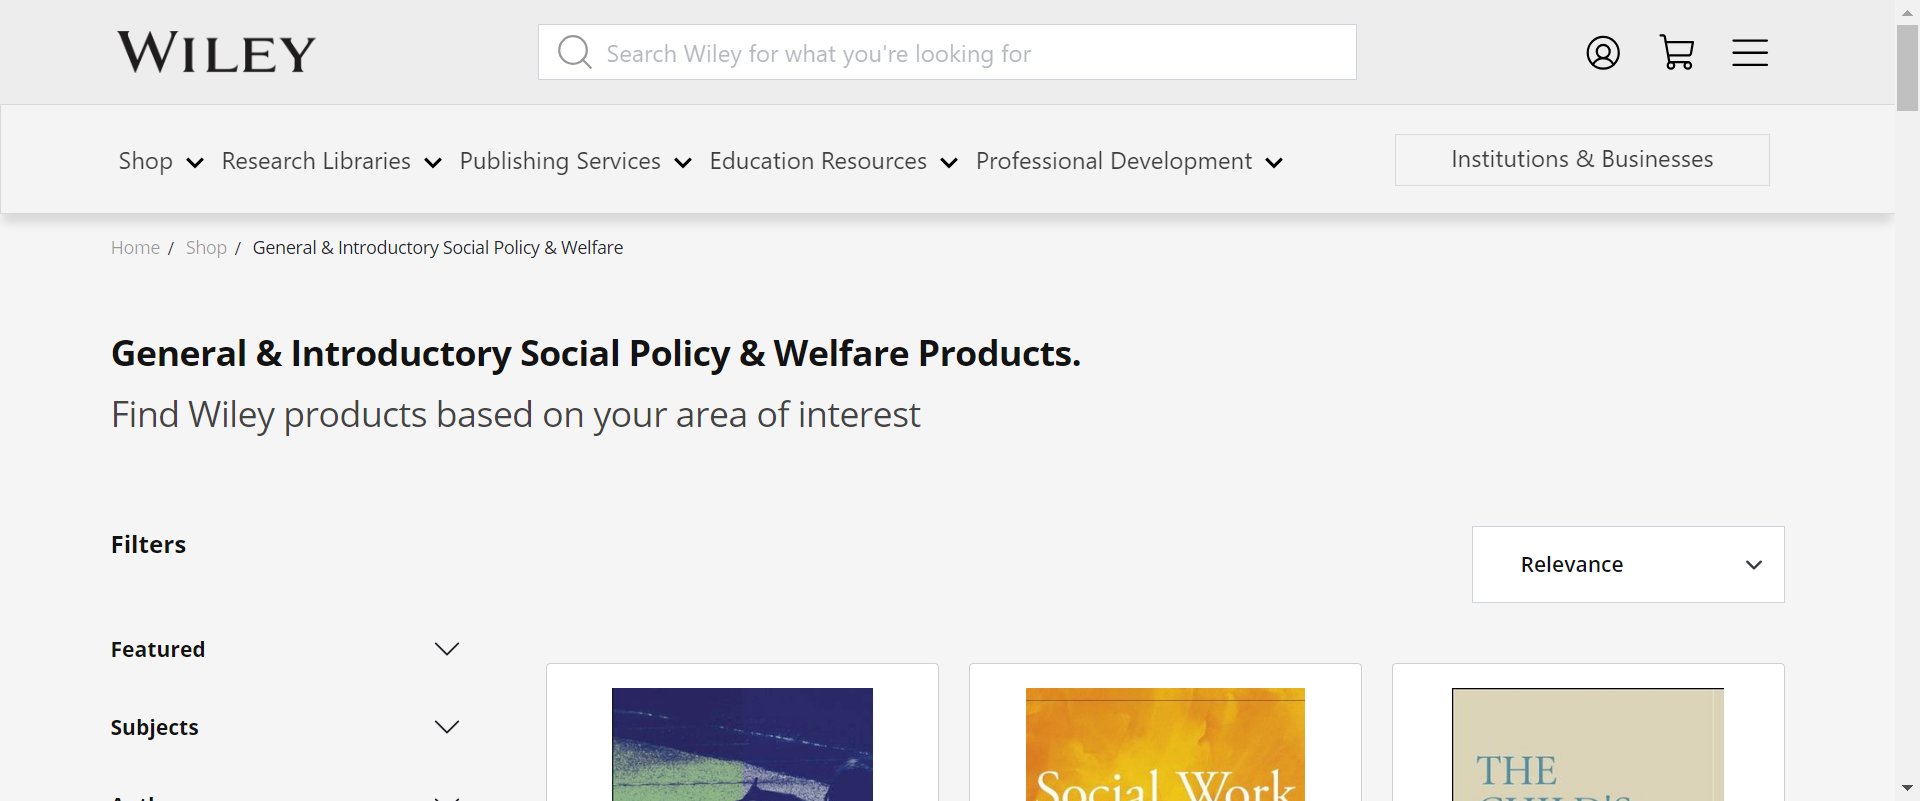 WILEY
Search Wiley for what you're looking for
Shop
Research Libraries
Publishing Services
Education Resources
Professional Development
Institutions & Businesses
Home / Shop / General & Introductory Social Policy & Welfare
General & Introductory Social Policy & Welfare Products.
Find Wiley products based on your area of interest
Filters
Relevance
Featured
Subjects
Social Work
THE
CHILD'S